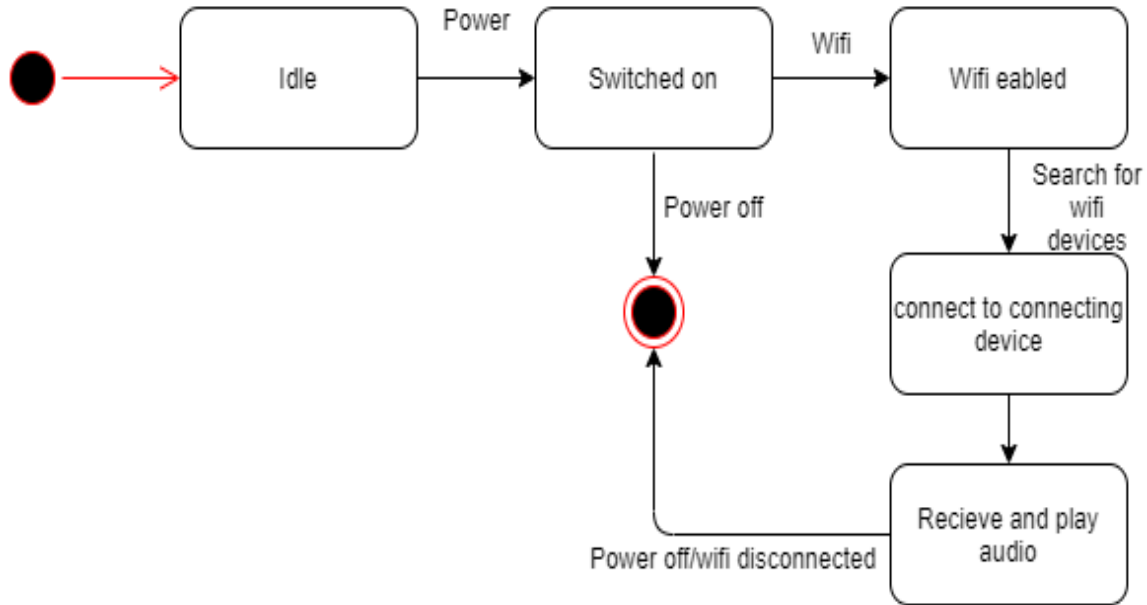 Power
Wifi
Idle
Switched on
Wifi eabled
Search for
wifi
devices
Power off
connect to connecting
device
Recieve and play
audio
Power off/wifi disconnected